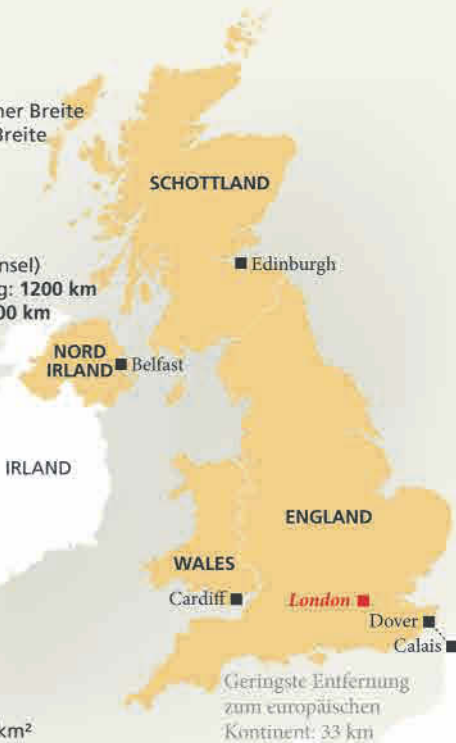 her Breite
Breite
SCHOTTLAND
nsel)
Edinburgh
g: 1200 km
00 km
NORD
IRLAND
Belfast
IRLAND
ENGLAND
WALES
Cardiff
London
Dover
Calais
Geringste Entfernung
zum europäischen
Kontinent: 33 km
km²